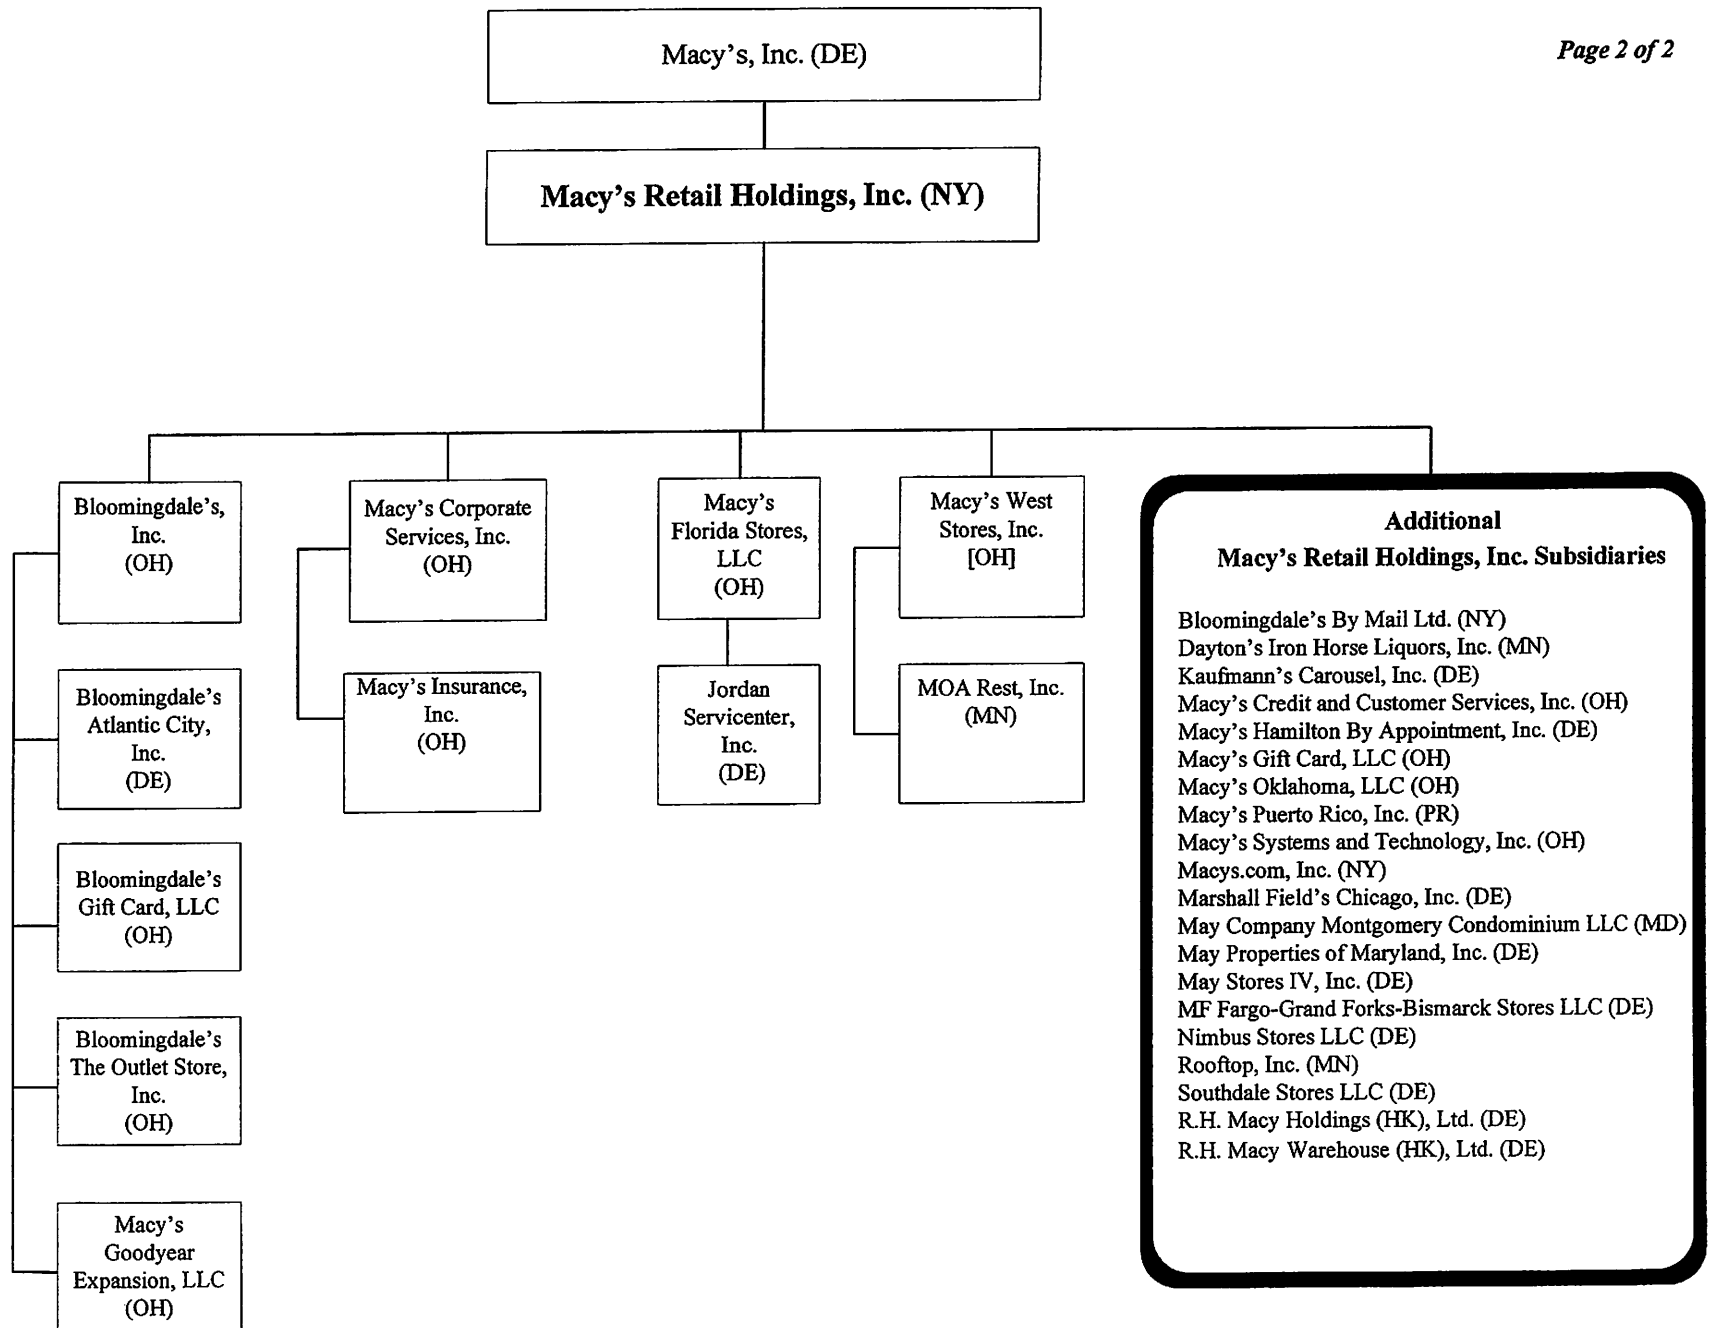 Macy's, Inc. (DE)
Page 2 of 2
Macy's Retail Holdings, Inc. (NY)
Bloomingdale's,
Inc.
(OH)
Bloomingdale's
Atlantic City,
Inc.
(DE)
Bloomingdale's
Gift Card, LLC
(OH)
Bloomingdale's
The Outlet Store,
Inc.
(OH)
Macy's
Goodyear
Expansion, LLC
(OH)
Macy's Corporate
Services, Inc.
(OH)
Macy's Insurance,
Inc.
(OH)
Macy's
Florida Stores,
LLC
(OH)
Jordan
Servicenter,
Inc.
(DE)
Macy's West
Stores, Inc.
[OH]
MOA Rest, Inc.
(MN)
Additional
Macy's Retail Holdings, Inc. Subsidiaries
Bloomingdale's By Mail Ltd. (NY)
Dayton's Iron Horse Liquors, Inc. (MN)
Kaufmann's Carousel, Inc. (DE)
Macy's Credit and Customer Services, Inc. (OH)
Macy's Hamilton By Appointment, Inc. (DE)
Macy's Gift Card, LLC (OH)
Macy's Oklahoma, LLC (OH)
Macy's Puerto Rico, Inc. (PR)
Macy's Systems and Technology, Inc. (OH)
Macys.com, Inc. (NY)
Marshall Field's Chicago, Inc. (DE)
May Company Montgomery Condominium LLC (MD)
May Properties of Maryland, Inc. (DE)
May Stores IV, Inc. (DE)
MF Fargo-Grand Forks-Bismarck Stores LLC (DE)
Nimbus Stores LLC (DE)
Rooftop, Inc. (MN)
Southdale Stores LLC (DE)
R.H. Macy Holdings (HK), Ltd. (DE)
R.H. Macy Warehouse (HK), Ltd. (DE)